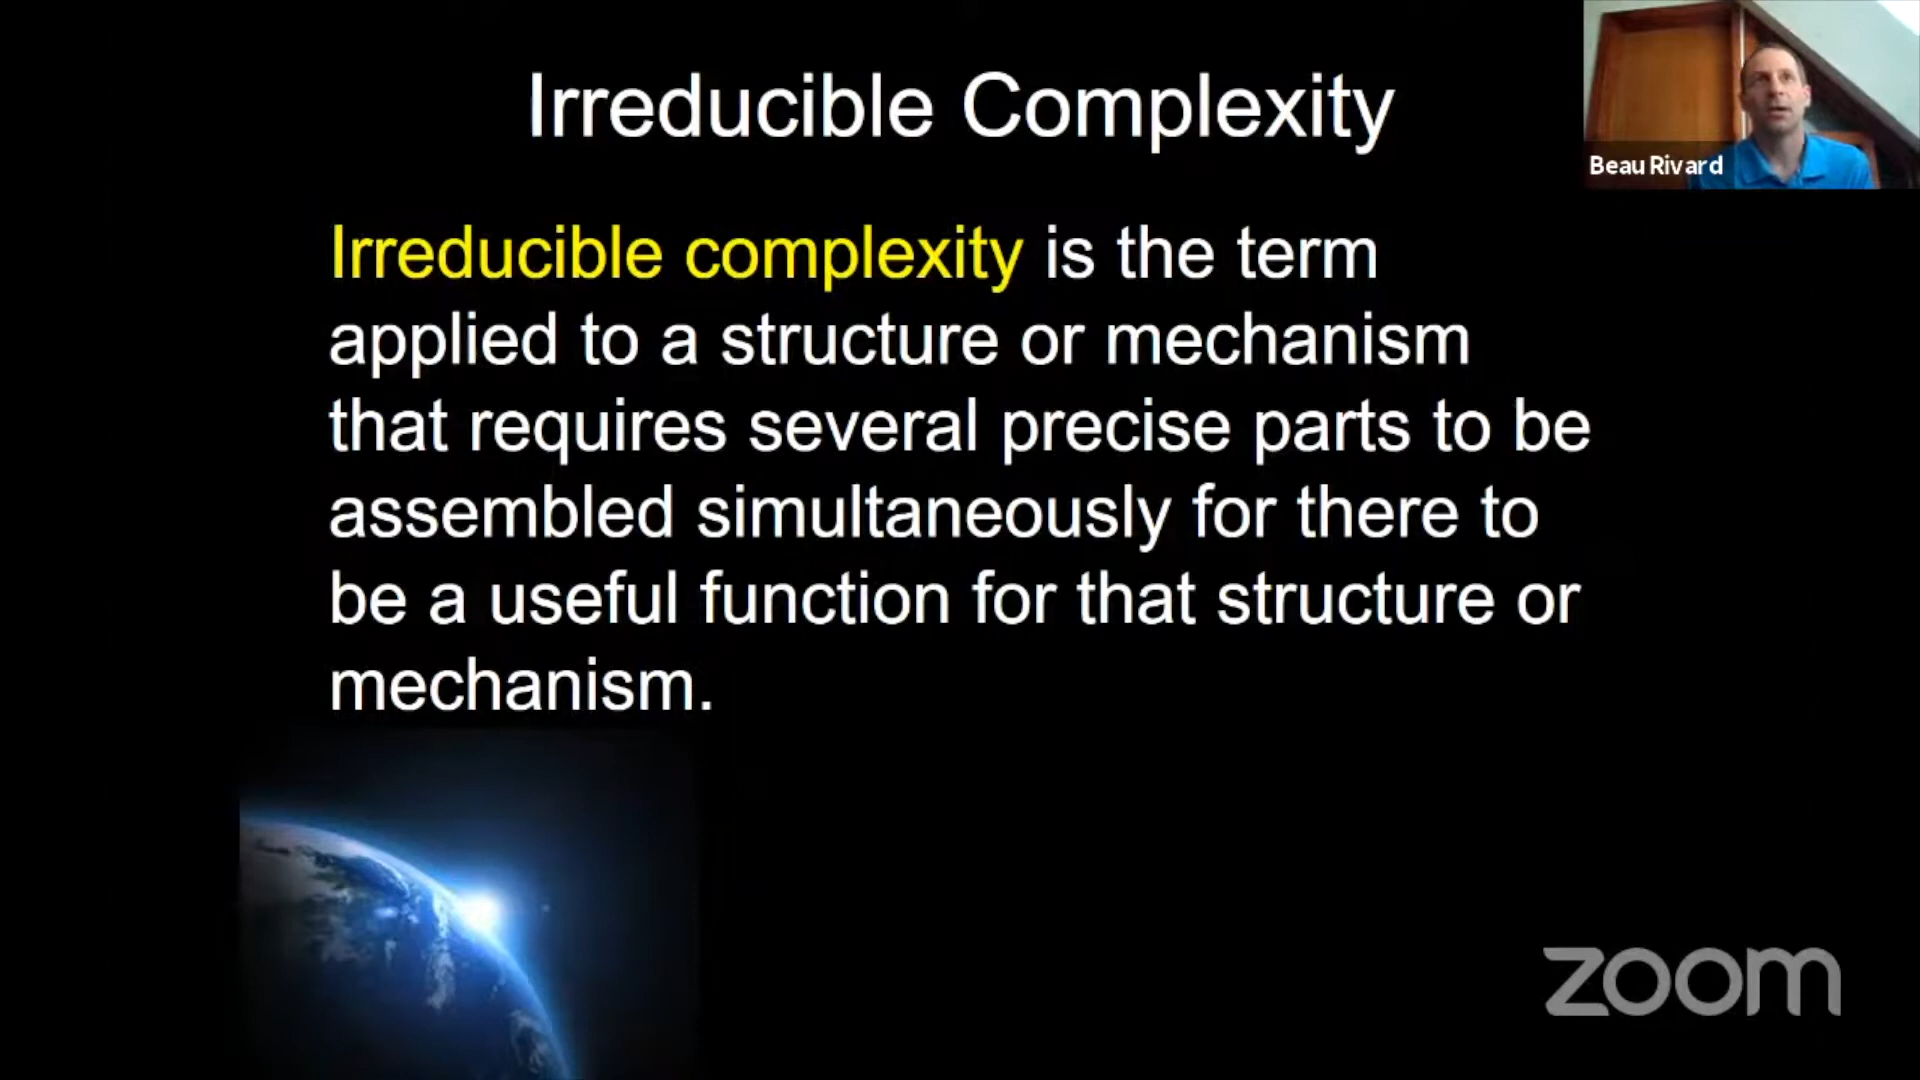 Irreducible Complexity
Beau Rivard
Irreducible complexity is the term
applied to a structure or mechanism
that requires several precise parts to be
assembled simultaneously for there to
be a useful function for that structure or
mechanism.
zoom